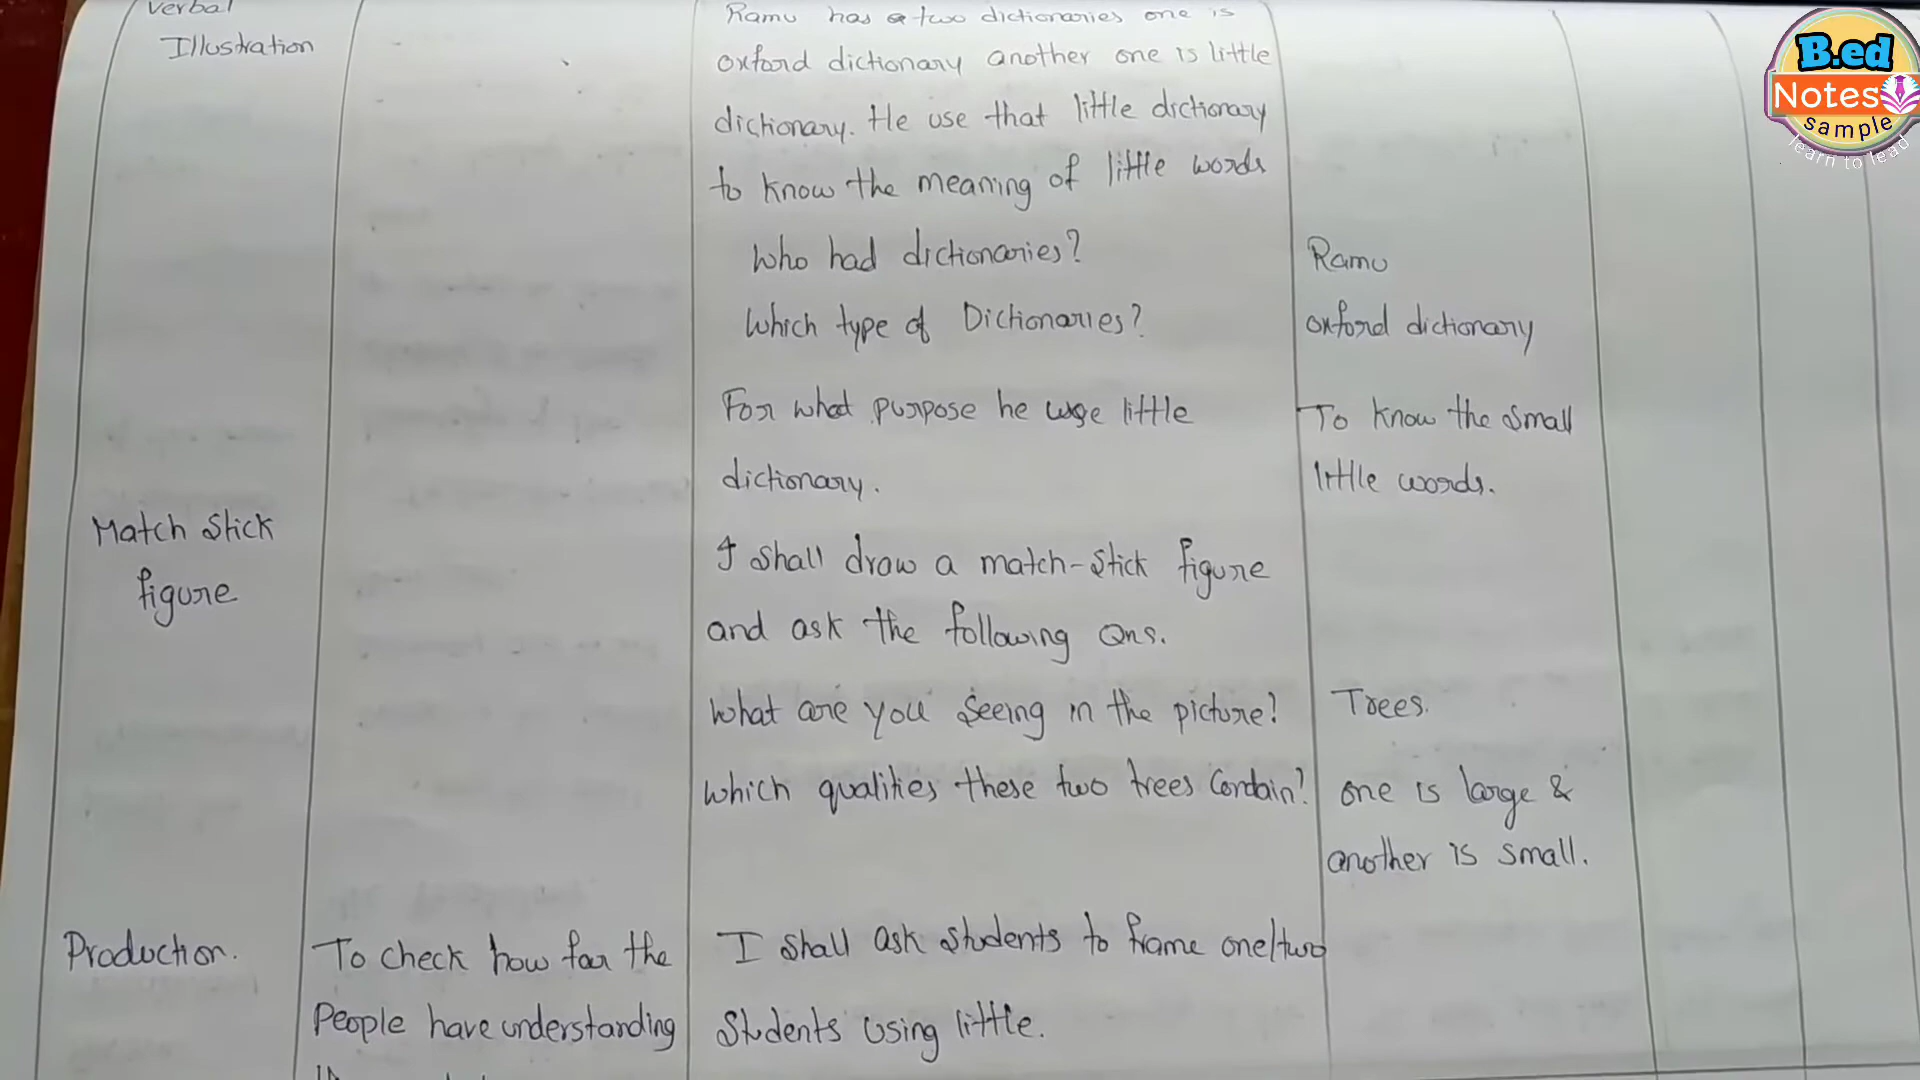 Verbal
Illustration
Ramu has two dictionaries one is
oxford dictionary another one is little
dictionary. He use that little dictionary
to know the meaning of little words
Who had dictionaries?
Ramu
Which type of Dictionaries?
oxford dictionary
For what purpose he use little
dictionary.
To know the small
little words.
Match stick
figure
I shall draw a match-stick figure
and ask the following Qns.
What are you seeing in the picture?
Trees.
Which qualities these two trees contain?
one is large &
another is small.
Production.
To check how far the
People have understanding
I shall ask students to frame one/two
Students using little.
B.ed
Notes
sample
learn to lead